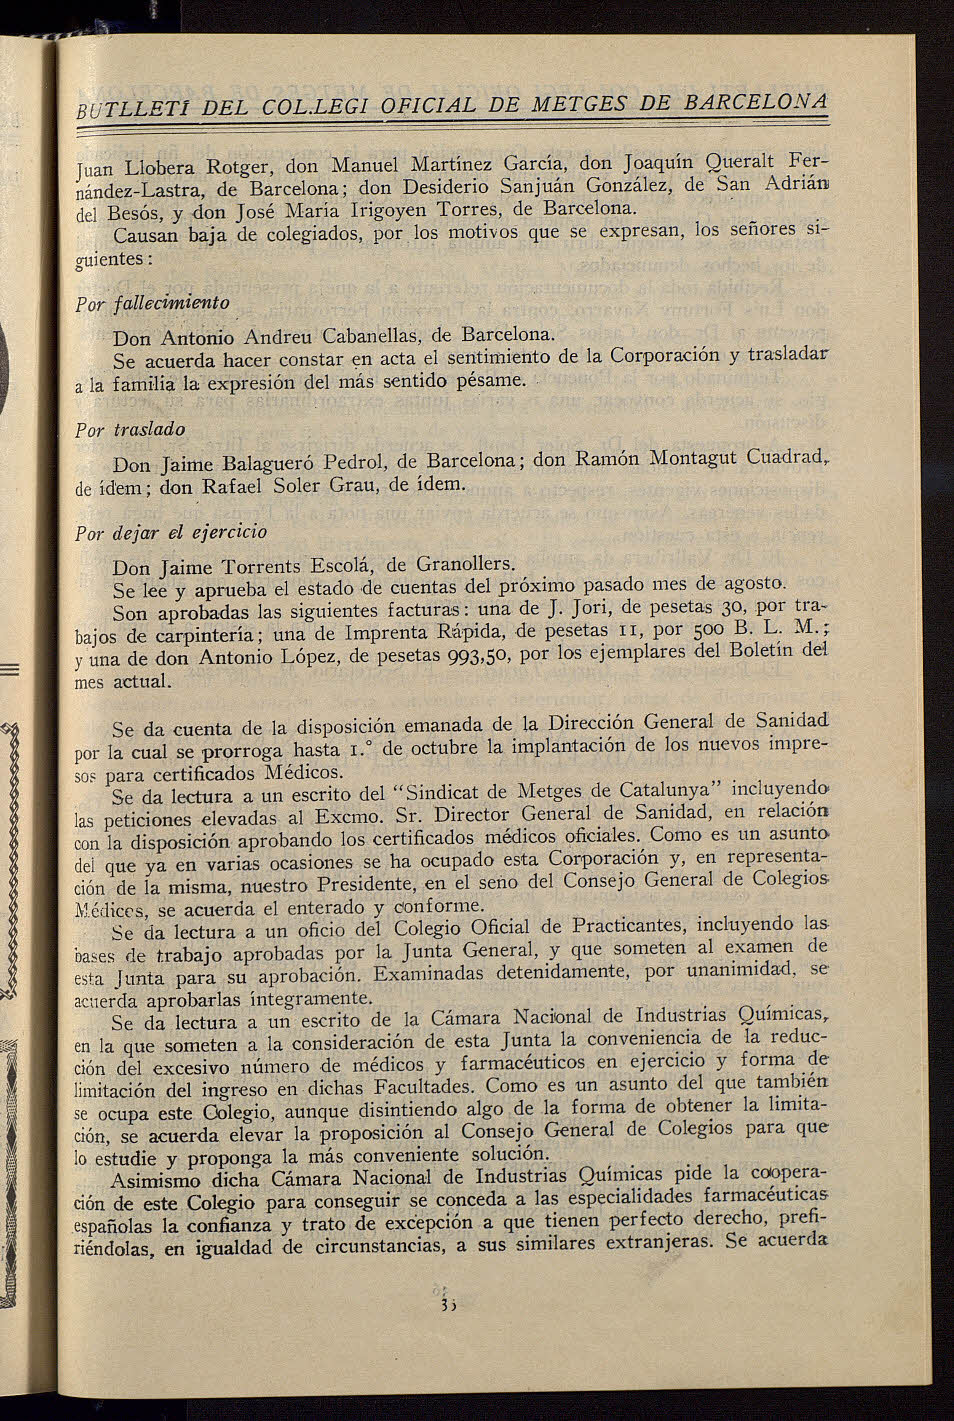 BUTLLETI DEL COL.LEGI OFICIAL DE METGES DE BARCELONA
Juan Llobera Rotger, don Manuel Martínez García, don Joaquín Queralt Fer-
nández-Lastra, de Barcelona; don Desiderio Sanjuán González, de San Adrián
del Besós, y don José María Irigoyen Torres, de Barcelona.
Causan baja de colegiados, por los motivos que se expresan, los señores si-
guientes:
Por fallecimiento
Don Antonio Andreu Cabanellas, de Barcelona.
Se acuerda hacer constar en acta el sentimiento de la Corporación y trasladar
a la familia la expresión del más sentido pésame.
Por traslado
Don Jaime Balagueró Pedrol, de Barcelona; don Ramón Montagut Cuadrad,
de ídem; don Rafael Soler Grau, de ídem.
Por dejar el ejercicio
Don Jaime Torrents Escolá, de Granollers.
Se lee y aprueba el estado de cuentas del próximo pasado mes de agosto.
Son aprobadas las siguientes facturas: una de J. Jori, de pesetas 30, por tra-
bajos de carpintería; una de Imprenta Rápida, de pesetas 11, por 500 B. L. M.;
y una de don Antonio López, de pesetas 993,50, por los ejemplares del Boletín del
mes actual.
Se da cuenta de la disposición emanada de la Dirección General de Sanidad
por la cual se prorroga hasta 1.° de octubre la implantación de los nuevos impre-
sos para certificados Médicos.
Se da lectura a un escrito del "Sindicat de Metges de Catalunya" incluyendo
las peticiones elevadas al Excmo. Sr. Director General de Sanidad, en relación
con la disposición aprobando los certificados médicos oficiales. Como es un asunto
del que ya en varias ocasiones se ha ocupado esta Corporación y, en representa-
ción de la misma, nuestro Presidente, en el seno del Consejo General de Colegios
Médicos, se acuerda el enterado y conforme.
Se da lectura a un oficio del Colegio Oficial de Practicantes, incluyendo las
bases de trabajo aprobadas por la Junta General, y que someten al examen de
esta Junta para su aprobación. Examinadas detenidamente, por unanimidad, se
acuerda aprobarlas íntegramente.
Se da lectura a un escrito de la Cámara Nacional de Industrias Químicas,
en la que someten a la consideración de esta Junta la conveniencia de la reduc-
ción del excesivo número de médicos y farmacéuticos en ejercicio y forma de
limitación del ingreso en dichas Facultades. Como es un asunto del que también
se ocupa este Colegio, aunque disintiendo algo de la forma de obtener la limita-
ción, se acuerda elevar la proposición al Consejo General de Colegios para que
lo estudie y proponga la más conveniente solución.
Asimismo dicha Cámara Nacional de Industrias Químicas pide la coopera-
ción de este Colegio para conseguir se conceda a las especialidades farmacéuticas
españolas la confianza y trato de excepción a que tienen perfecto derecho, prefi-
riéndolas, en igualdad de circunstancias, a sus similares extranjeras. Se acuerda